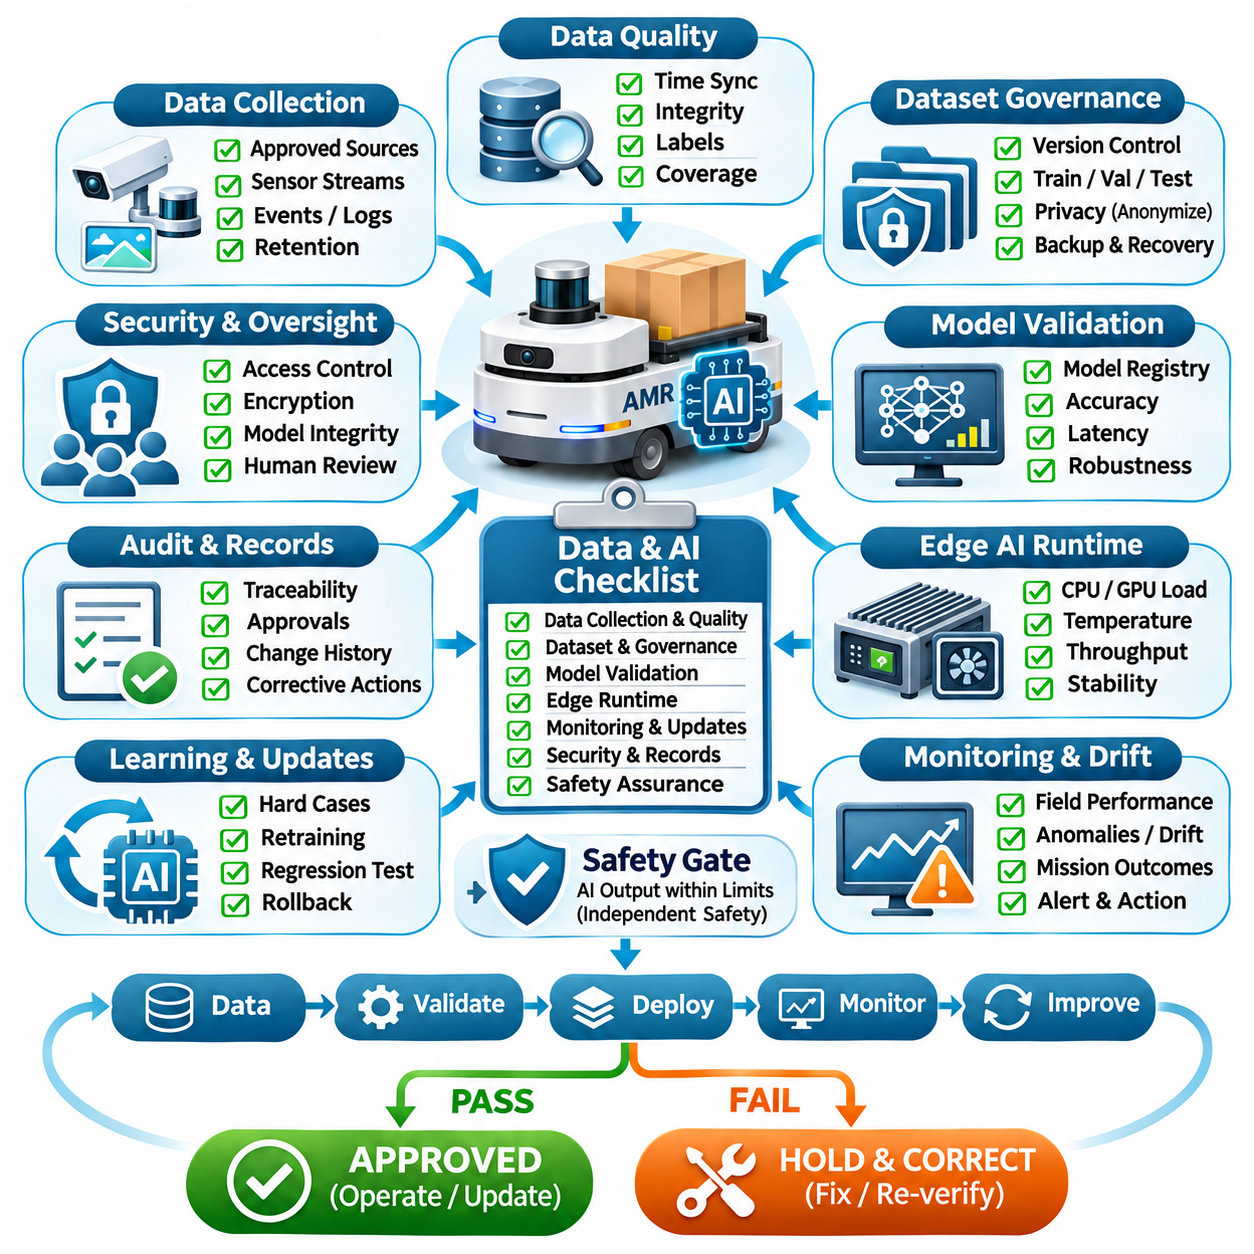 Data Quality
Time Sync
Integrity
Labels
Coverage
Data Collection
Approved Sources
Sensor Streams
Events / Logs
Retention
Dataset Governance
Version Control
Train / Val / Test
Privacy (Anonymize)
Backup & Recovery
Security & Oversight
Access Control
Encryption
Model Integrity
Human Review
AMR
AI
Model Validation
Model Registry
Accuracy
Latency
Robustness
Audit & Records
Traceability
Approvals
Change History
Corrective Actions
Data & AI
Checklist
Data Collection & Quality
Dataset & Governance
Model Validation
Edge Runtime
Monitoring & Updates
Security & Records
Safety Assurance
Edge AI Runtime
CPU / GPU Load
Temperature
Throughput
Stability
Learning & Updates
AI
Hard Cases
Retraining
Regression Test
Rollback
Safety Gate
AI Output within Limits
(Independent Safety)
Monitoring & Drift
Field Performance
Anomalies / Drift
Mission Outcomes
Alert & Action
Data
Validate
Deploy
Monitor
Improve
PASS
FAIL
APPROVED
(Operate / Update)
HOLD & CORRECT
(Fix / Re-verify)